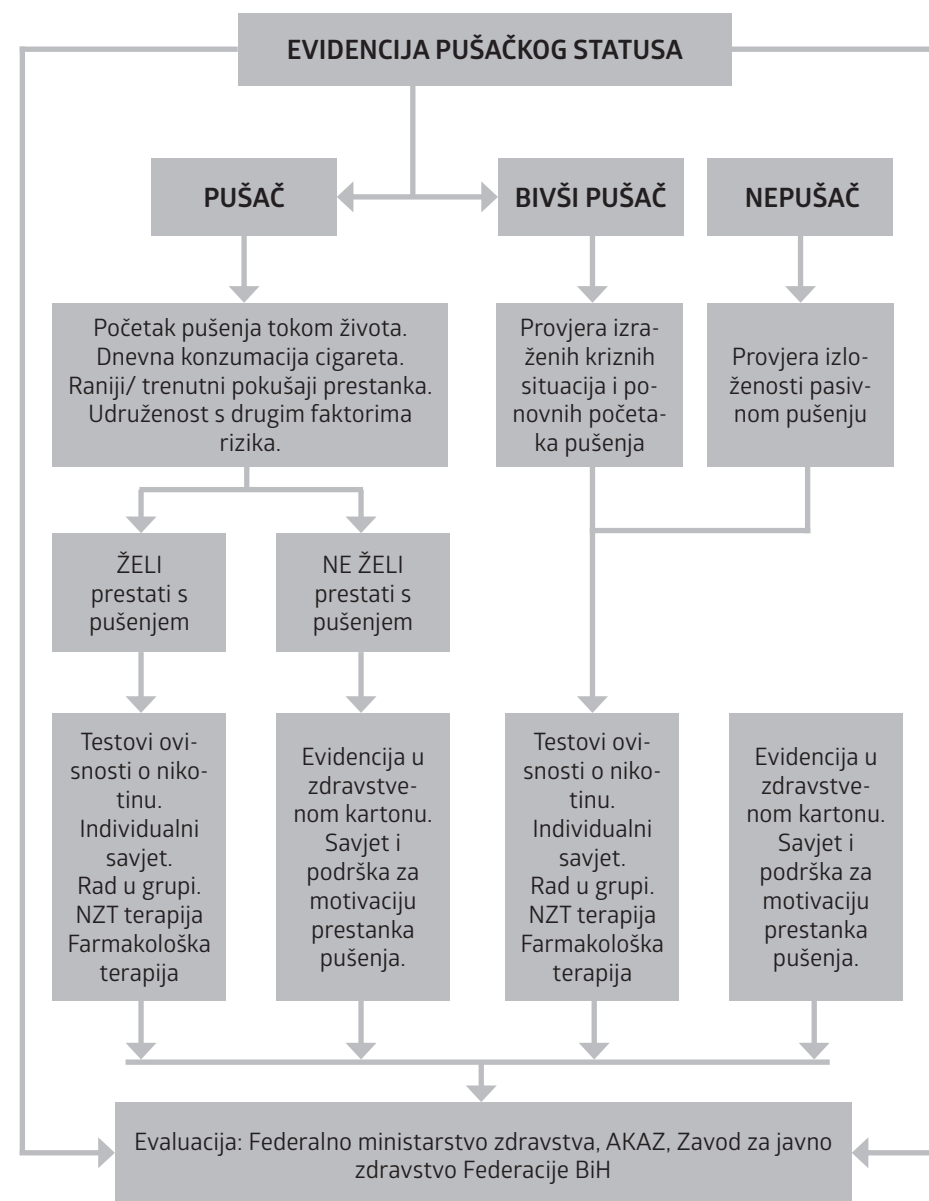 EVIDENCIJA PUŠAČKOG STATUSA
PUŠAČ
BIVŠI PUŠAČ
NEPUŠAČ
Početak pušenja tokom života.
Dnevna konzumacija cigareta.
Raniji/ trenutni pokušaji prestanka.
Udruženost s drugim faktorima
rizika.
Provjera izra-
ženih kriznih
situacija i po-
novnih početa-
ka pušenja
Provjera izlo-
ženosti pasiv-
nom pušenju
ŽELI
prestati s
pušenjem
NE ŽELI
prestati s
pušenjem
Testovi ovi-
snosti o niko-
tinu.
Individualni
savjet.
Rad u grupi.
NZT terapija
Farmakološka
terapija
Evidencija u
zdravstve-
nom kartonu.
Savjet i
podrška za
motivaciju
prestanka
pušenja.
Testovi ovi-
snosti o niko-
tinu.
Individualni
savjet.
Rad u grupi.
NZT terapija
Farmakološka
terapija
Evidencija u
zdravstve-
nom kartonu.
Savjet i
podrška za
motivaciju
prestanka
pušenja.
Evaluacija: Federalno ministarstvo zdravstva, AKAZ, Zavod za javno
zdravstvo Federacije BiH